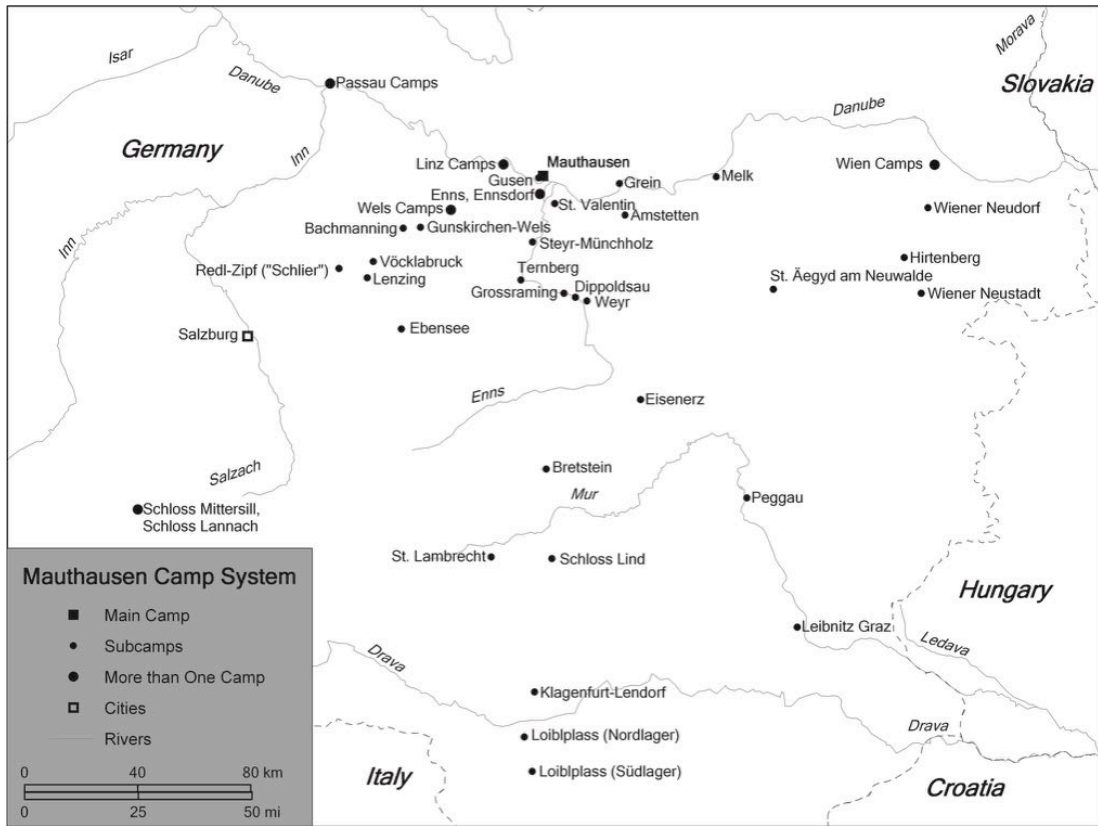 Isar
Danube
Passau Camps
Morava
Slovakia
Germany
Inn
Danube
Linz Camps
Mauthausen
Gusen
Enns, Ennsdorf
Grein
Melk
Wien Camps
Wels Camps
St. Valentin
Amstetten
Wiener Neudorf
Bachmanning
Gunskirchen-Wels
Inn
Steyr-Münchholz
Redl-Zipf ("Schlier")
Vöcklabruck
Lenzing
Ternberg
Hirtenberg
St. Äegyd am Neuwalde
Grossraming
Dippoldsau
Weyr
Wiener Neustadt
Salzburg
Ebensee
Enns
Eisenerz
Salzach
Bretstein
Mur
Peggau
Schloss Mittersill,
Schloss Lannach
St. Lambrecht
Schloss Lind
Hungary
Leibnitz Graz
Ledava
Drava
Klagenfurt-Lendorf
Drava
Loiblplass (Nordlager)
Loiblplass (Südlager)
Italy
Croatia
Mauthausen Camp System
Main Camp
Subcamps
More than One Camp
Cities
Rivers
0 40 80 km
0 25 50 mi